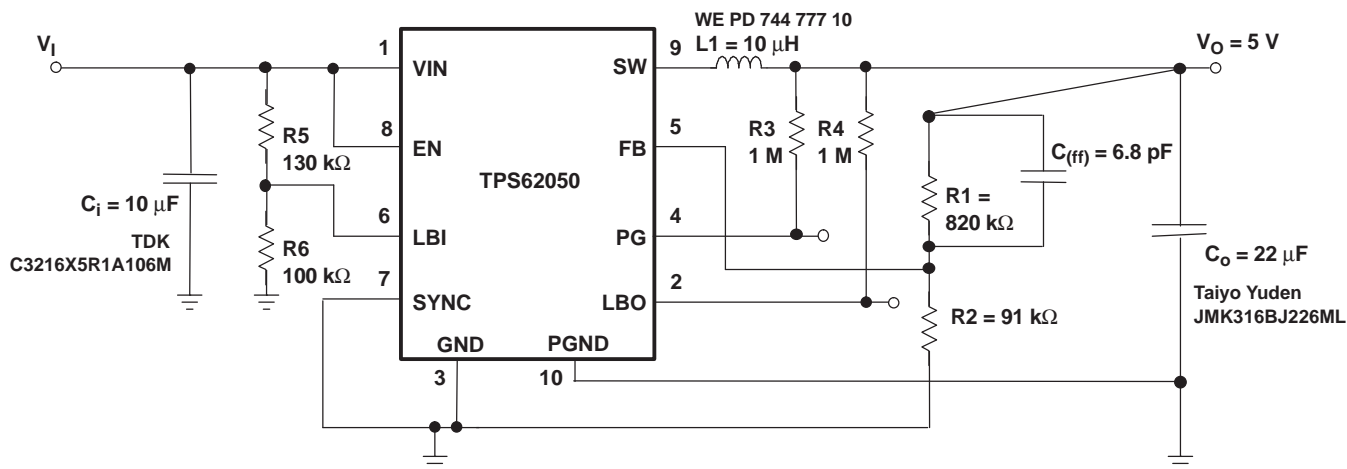 WE PD 744 777 10
L1 = 10 μH
VI
1
9
VO = 5 V
VIN
SW
8
R5
130 kΩ
EN
5
FB
R3
1 M
R4
1 M
C(ff) = 6.8 pF
TPS62050
Ci = 10 μF
TDK
C3216X5R1A106M
6
LBI
4
PG
R1 =
820 kΩ
R6
100 kΩ
7
SYNC
2
LBO
Co = 22 μF
Taiyo Yuden
JMK316BJ226ML
R2 = 91 kΩ
GND
PGND
3
10